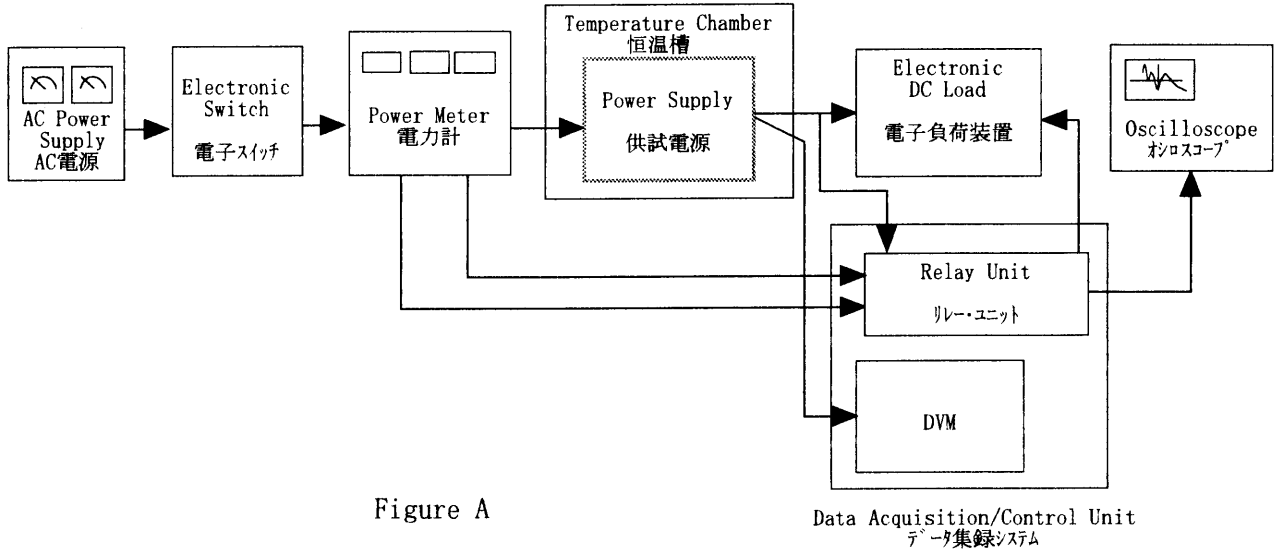 AC Power
Supply
AC電源
Electronic
Switch
電子スイッチ
Power Meter
電力計
Temperature Chamber
恒温槽
Power Supply
供試電源
Electronic
DC Load
電子負荷装置
Oscilloscope
オシロスコープ
Relay Unit
リレー・ユニット
DVM
Figure A
Data Acquisition/Control Unit
データ集録システム